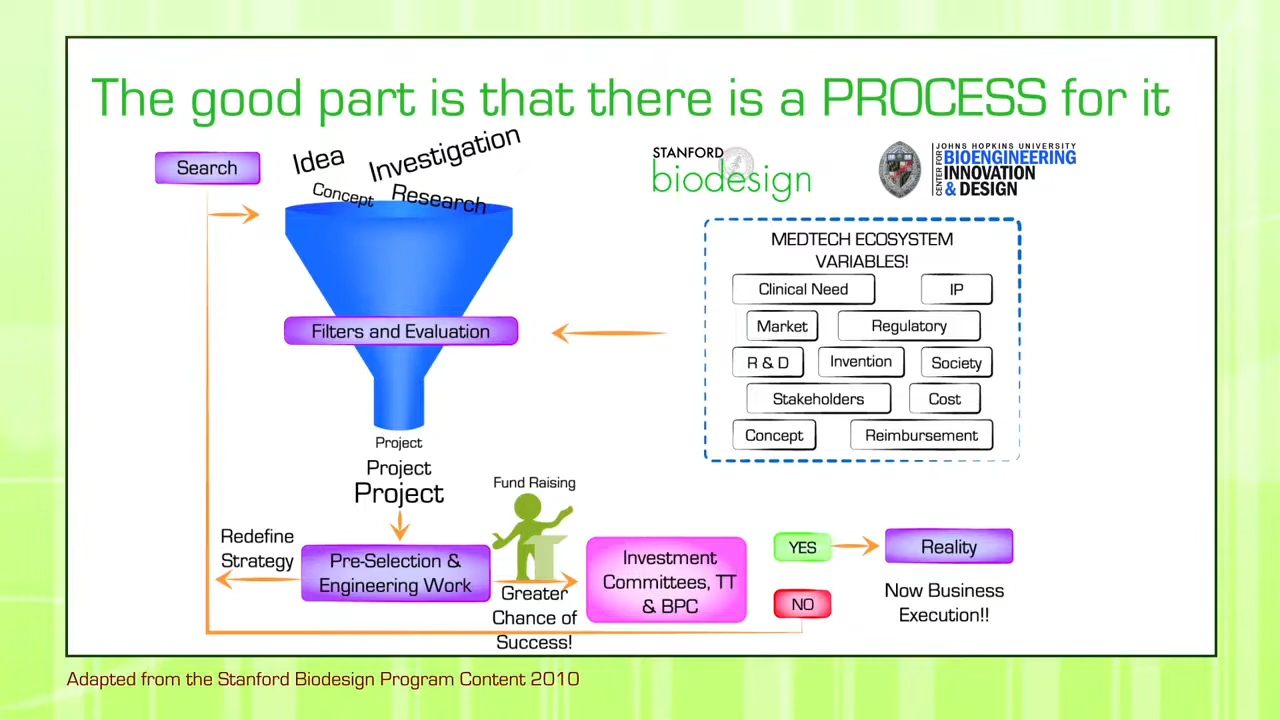 The good part is that there is a PROCESS for it
Search
Idea
Investigation
Concept
Research
STANFORD
biodesign
JOHNS HOPKINS UNIVERSITY
CENTER FOR
BIOENGINEERING
INNOVATION
& DESIGN
MEDTECH ECOSYSTEM
VARIABLES!
Clinical Need
IP
Market
Regulatory
R & D
Invention
Society
Stakeholders
Cost
Concept
Reimbursement
Filters and Evaluation
Project
Project
Project
Fund Raising
Redefine
Strategy
Pre-Selection &
Engineering Work
Greater
Chance of
Success!
Investment
Committees, TT
& BPC
YES
NO
Reality
Now Business
Execution!!
Adapted from the Stanford Biodesign Program Content 2010